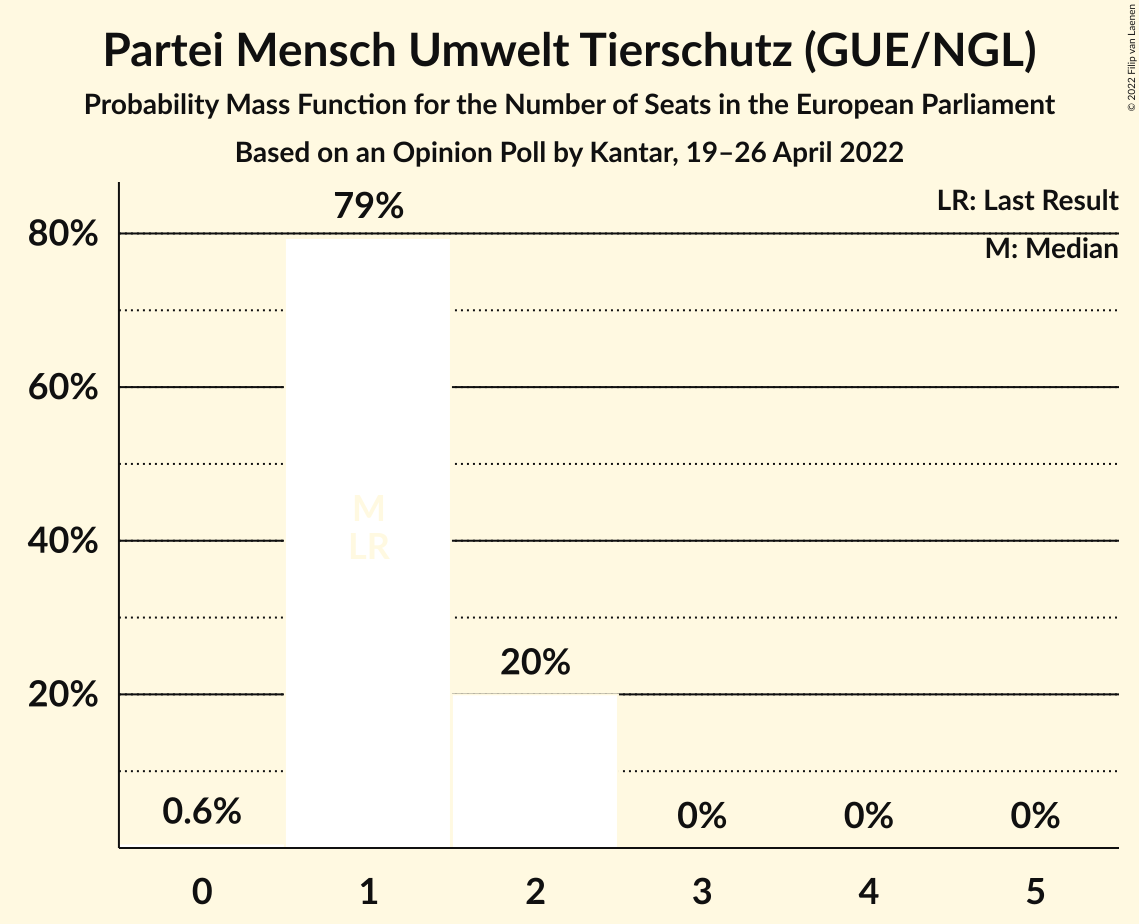 Partei Mensch Umwelt Tierschutz (GUE/NGL)
Probability Mass Function for the Number of Seats in the European Parliament
Based on an Opinion Poll by Kantar, 19–26 April 2022
© 2022 Filip van Laenen
LR: Last Result
M: Median
80%
60%
40%
20%
79%
M
LR
20%
0.6%
0%
0%
0%
0
1
2
3
4
5